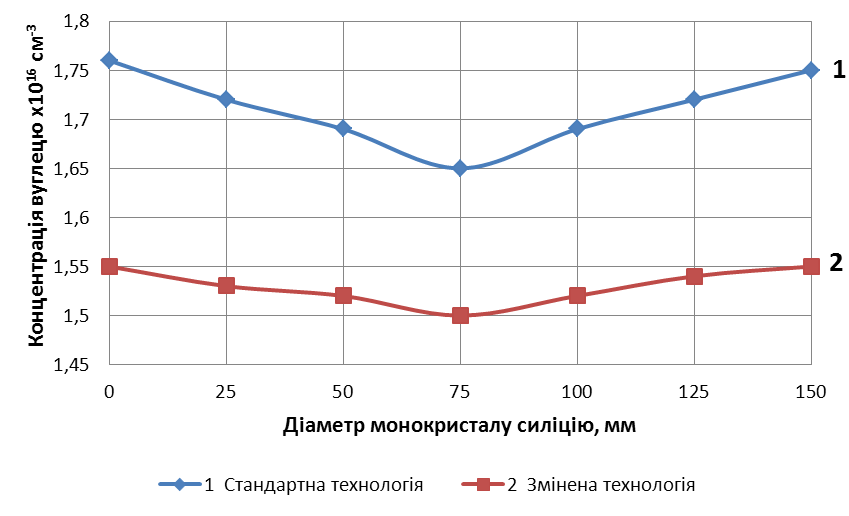 Концентрація вуглецю x10¹⁶ см⁻³
1,8
1,75
1,7
1,65
1,6
1,55
1,5
1,45
1
2
0 25 50 75 100 125 150
Діаметр монокристалу силіцію, мм
1 Стандартна технологія 2 Змінена технологія